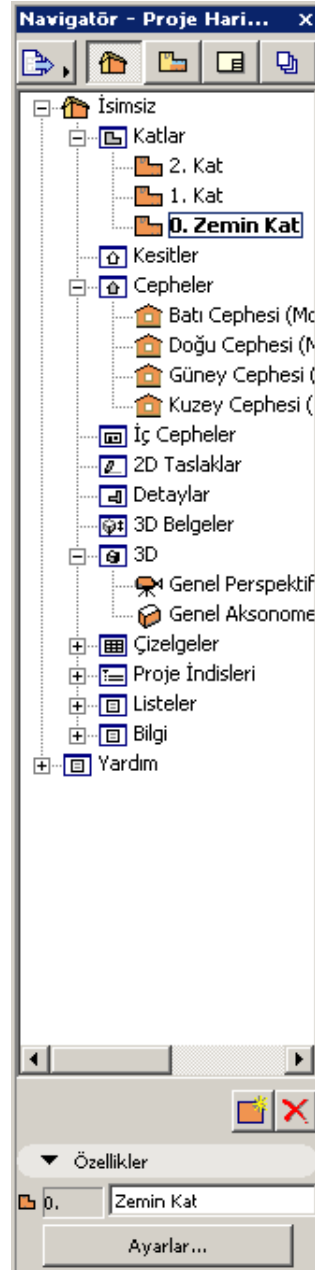 Navigatör - Proje Hari... x
İsimsiz
Katlar
2. Kat
1. Kat
0. Zemin Kat
Kesitler
Cepheler
Batı Cephesi (Mo
Doğu Cephesi (M
Güney Cephesi (
Kuzey Cephesi (
İç Cepheler
2D Taslaklar
Detaylar
3D Belgeler
3D
Genel Perspektif
Genel Aksonome
Çizelgeler
Proje İndisleri
Listeler
Bilgi
Yardım
Özellikler
0. Zemin Kat
Ayarlar...